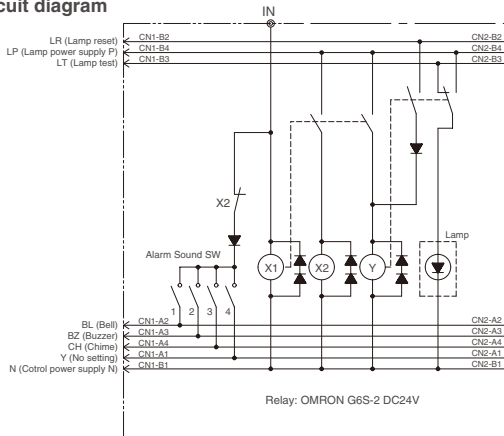 cuit diagram
IN
LR (Lamp reset) CN1-B2 CN2-B2
LP (Lamp power supply P) CN1-B4 CN2-B4
LT (Lamp test) CN1-B3 CN2-B3
X2
Lamp
Alarm Sound SW
X1 X2 Y
1 2 3 4
BL (Bell) CN1-A2 CN2-A2
BZ (Buzzer) CN1-A3 CN2-A3
CH (Chime) CN1-A4 CN2-A4
Y (No setting) CN1-A1 CN2-A1
N (Cotrol power supply N) CN1-B1 CN2-B1
Relay: OMRON G6S-2 DC24V